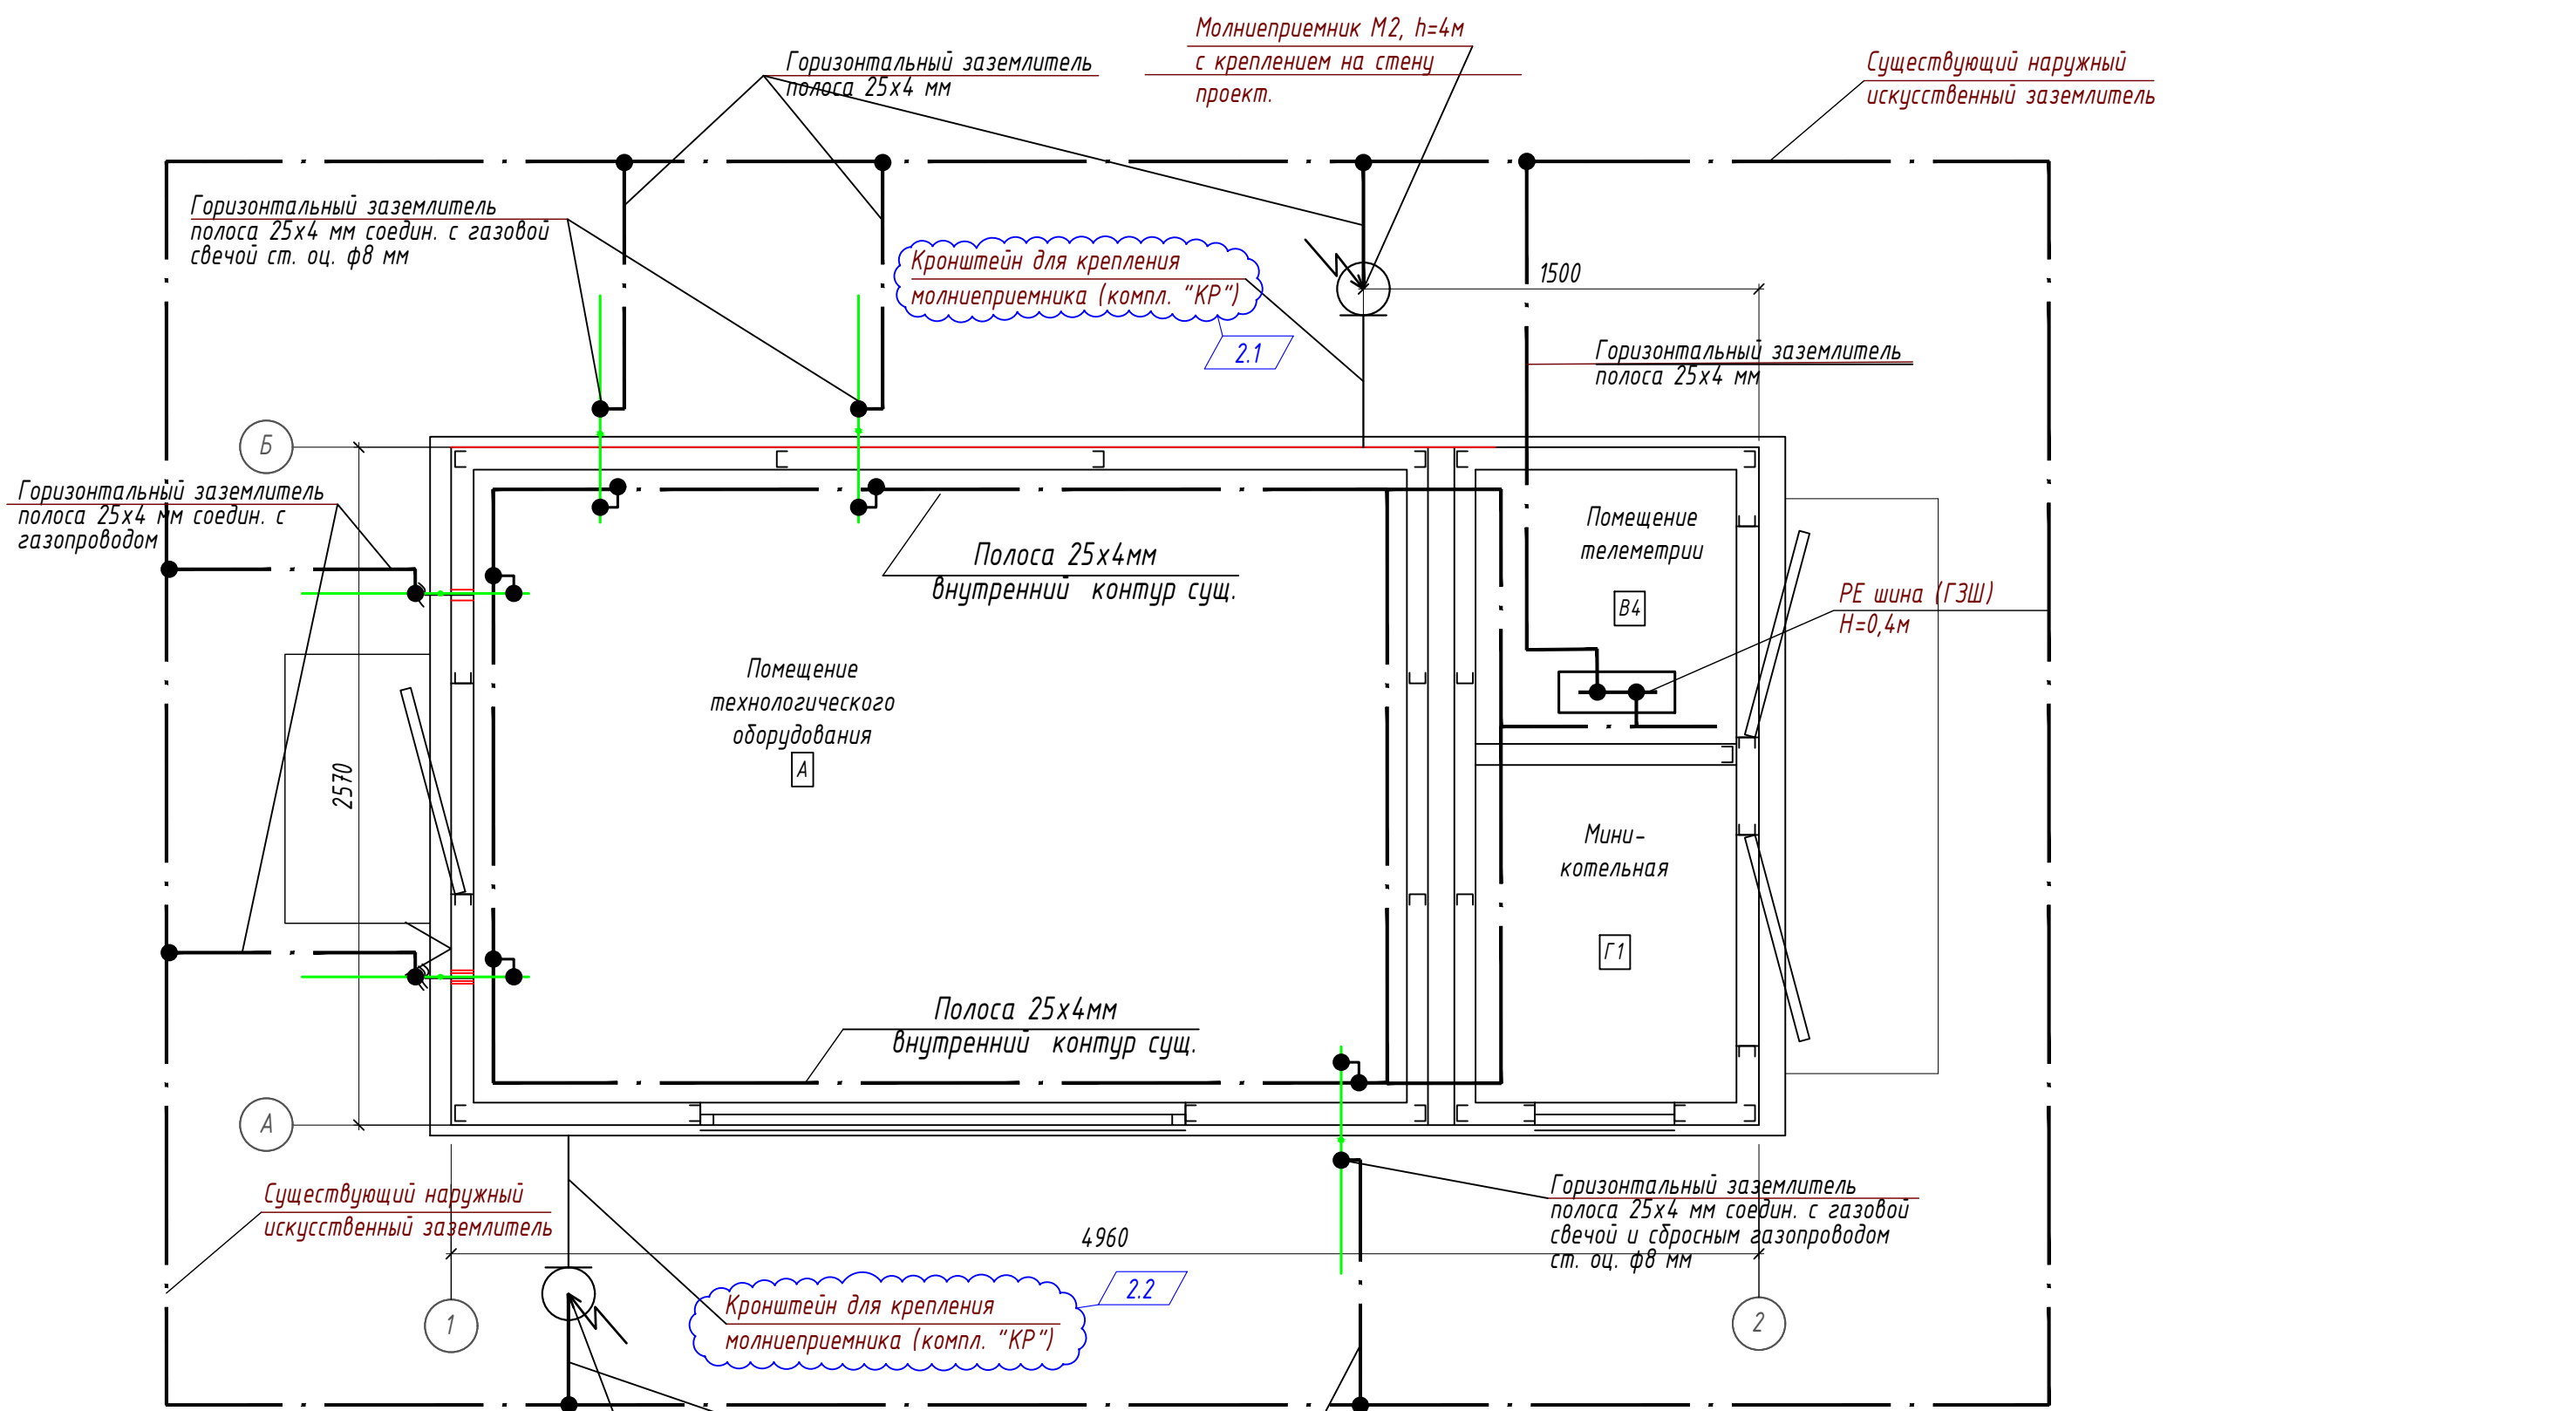 Молниеприемник М2, h=4м
с креплением на стену
проект.
Горизонтальный заземлитель
полоса 25х4 мм
Существующий наружный
искусственный заземлитель
Горизонтальный заземлитель
полоса 25х4 мм соедин. с газовой
свечой ст. оц. ф8 мм
Кронштейн для крепления
молниеприемника (компл. "КР")
2.1
1500
Горизонтальный заземлитель
полоса 25х4 мм
Б
Горизонтальный заземлитель
полоса 25х4 мм соедин. с
газопроводом
Полоса 25х4мм
внутренний контур сущ.
Помещение
телеметрии
В4
РЕ шина (ГЗШ)
Н=0,4м
Помещение
технологического
оборудования
А
2570
Мини-
котельная
Г1
Полоса 25х4мм
внутренний контур сущ.
А
Существующий наружный
искусственный заземлитель
4960
Горизонтальный заземлитель
полоса 25х4 мм соедин. с газовой
свечой и сбросным газопроводом
ст. оц. ф8 мм
2.2
Кронштейн для крепления
молниеприемника (компл. "КР")
1
2